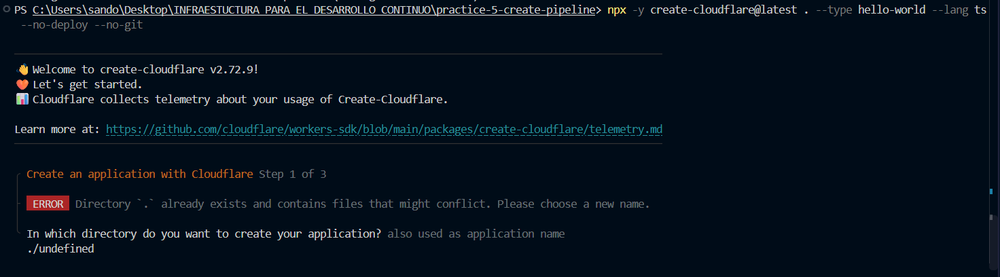 PS C:\Users\sando\Desktop\INFRAESTUCTURA PARA EL DESARROLLO CONTINUO\practice-5-create-pipeline> npx -y create-cloudflare@latest . --type hello-world --lang ts
--no-deploy --no-git
👋 Welcome to create-cloudflare v2.72.9!
🧡 Let's get started.
📊 Cloudflare collects telemetry about your usage of Create-Cloudflare.
Learn more at: https://github.com/cloudflare/workers-sdk/blob/main/packages/create-cloudflare/telemetry.md
Create an application with Cloudflare Step 1 of 3
ERROR Directory `.` already exists and contains files that might conflict. Please choose a new name.
In which directory do you want to create your application? also used as application name
./undefined